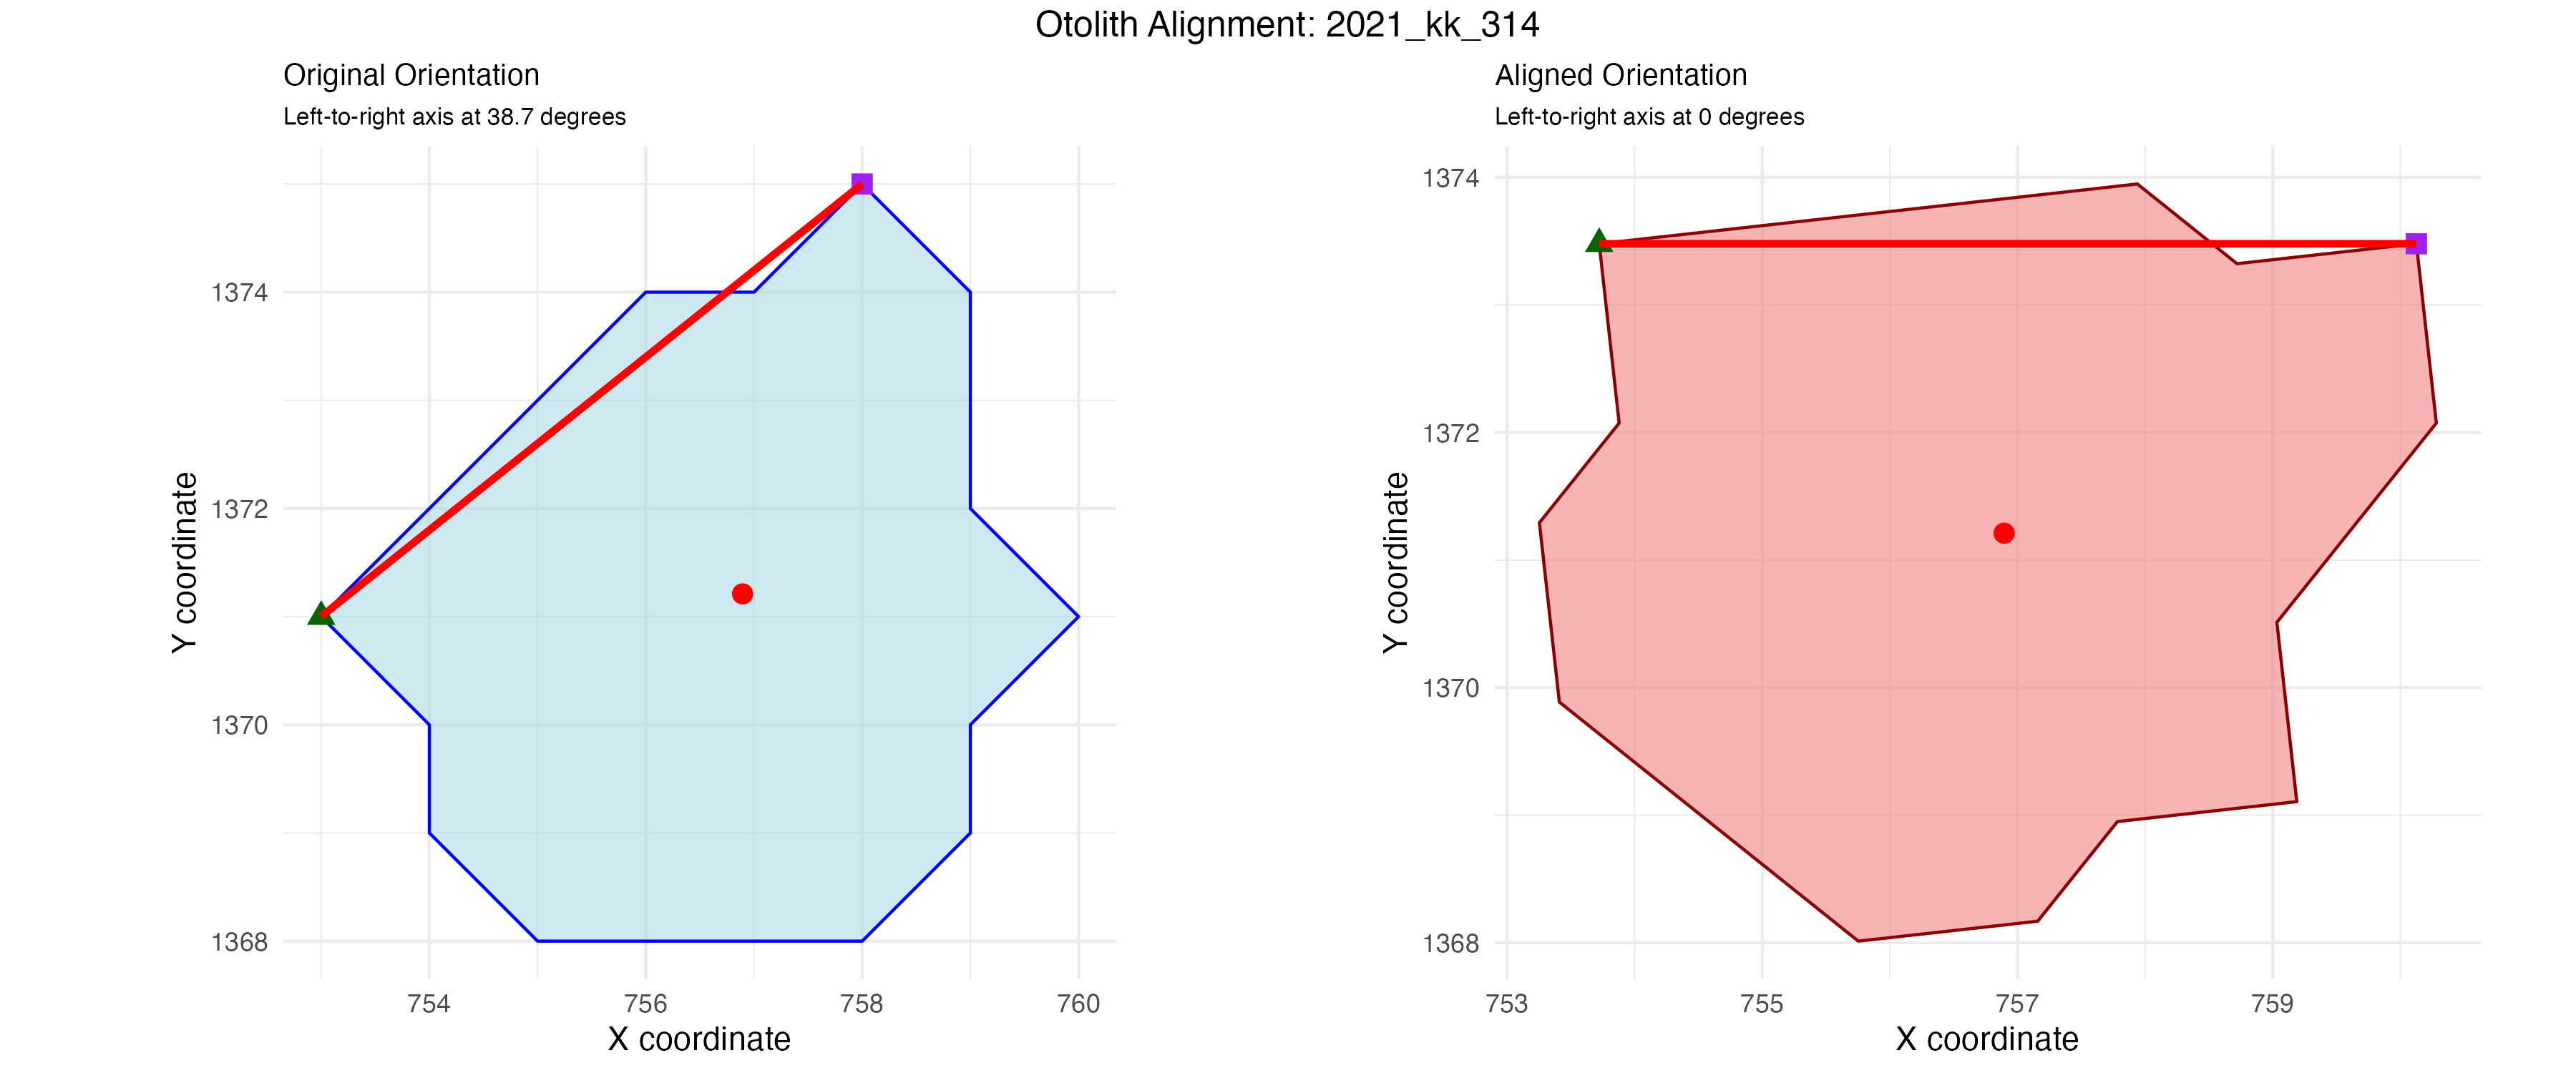 Otolith Alignment: 2021_kk_314
Original Orientation
Left-to-right axis at 38.7 degrees
1374
1372
1370
1368
Y coordinate
754 756 758 760
X coordinate
Aligned Orientation
Left-to-right axis at 0 degrees
1374
1372
1370
1368
Y coordinate
753 755 757 759
X coordinate